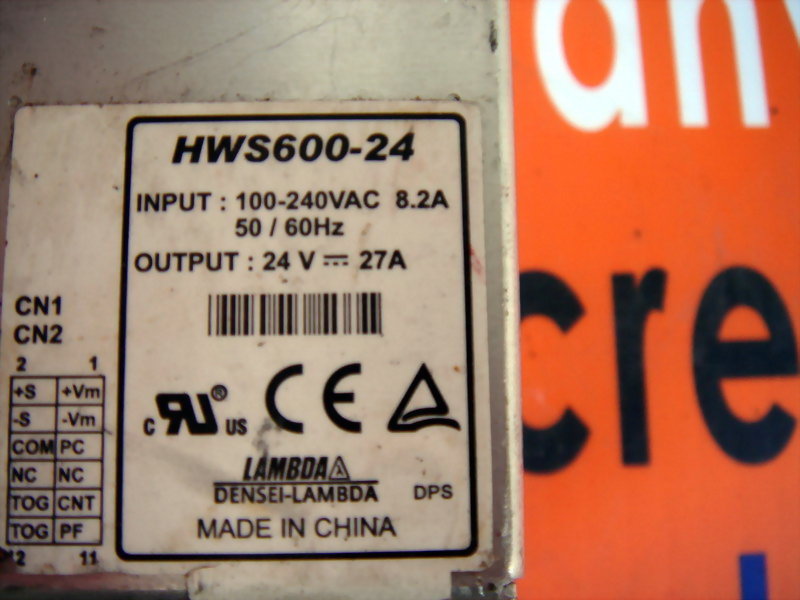 HWS600-24
INPUT : 100-240VAC 8.2A
50 / 60Hz
OUTPUT : 24 V ⎓ 27A
CN1
CN2
2 1
+S +Vm
-S -Vm
COM PC
NC NC
TOG CNT
TOG PF
12 11
c RU ® US CE
LAMBDA
DENSEI-LAMBDA DPS
MADE IN CHINA
an
cre